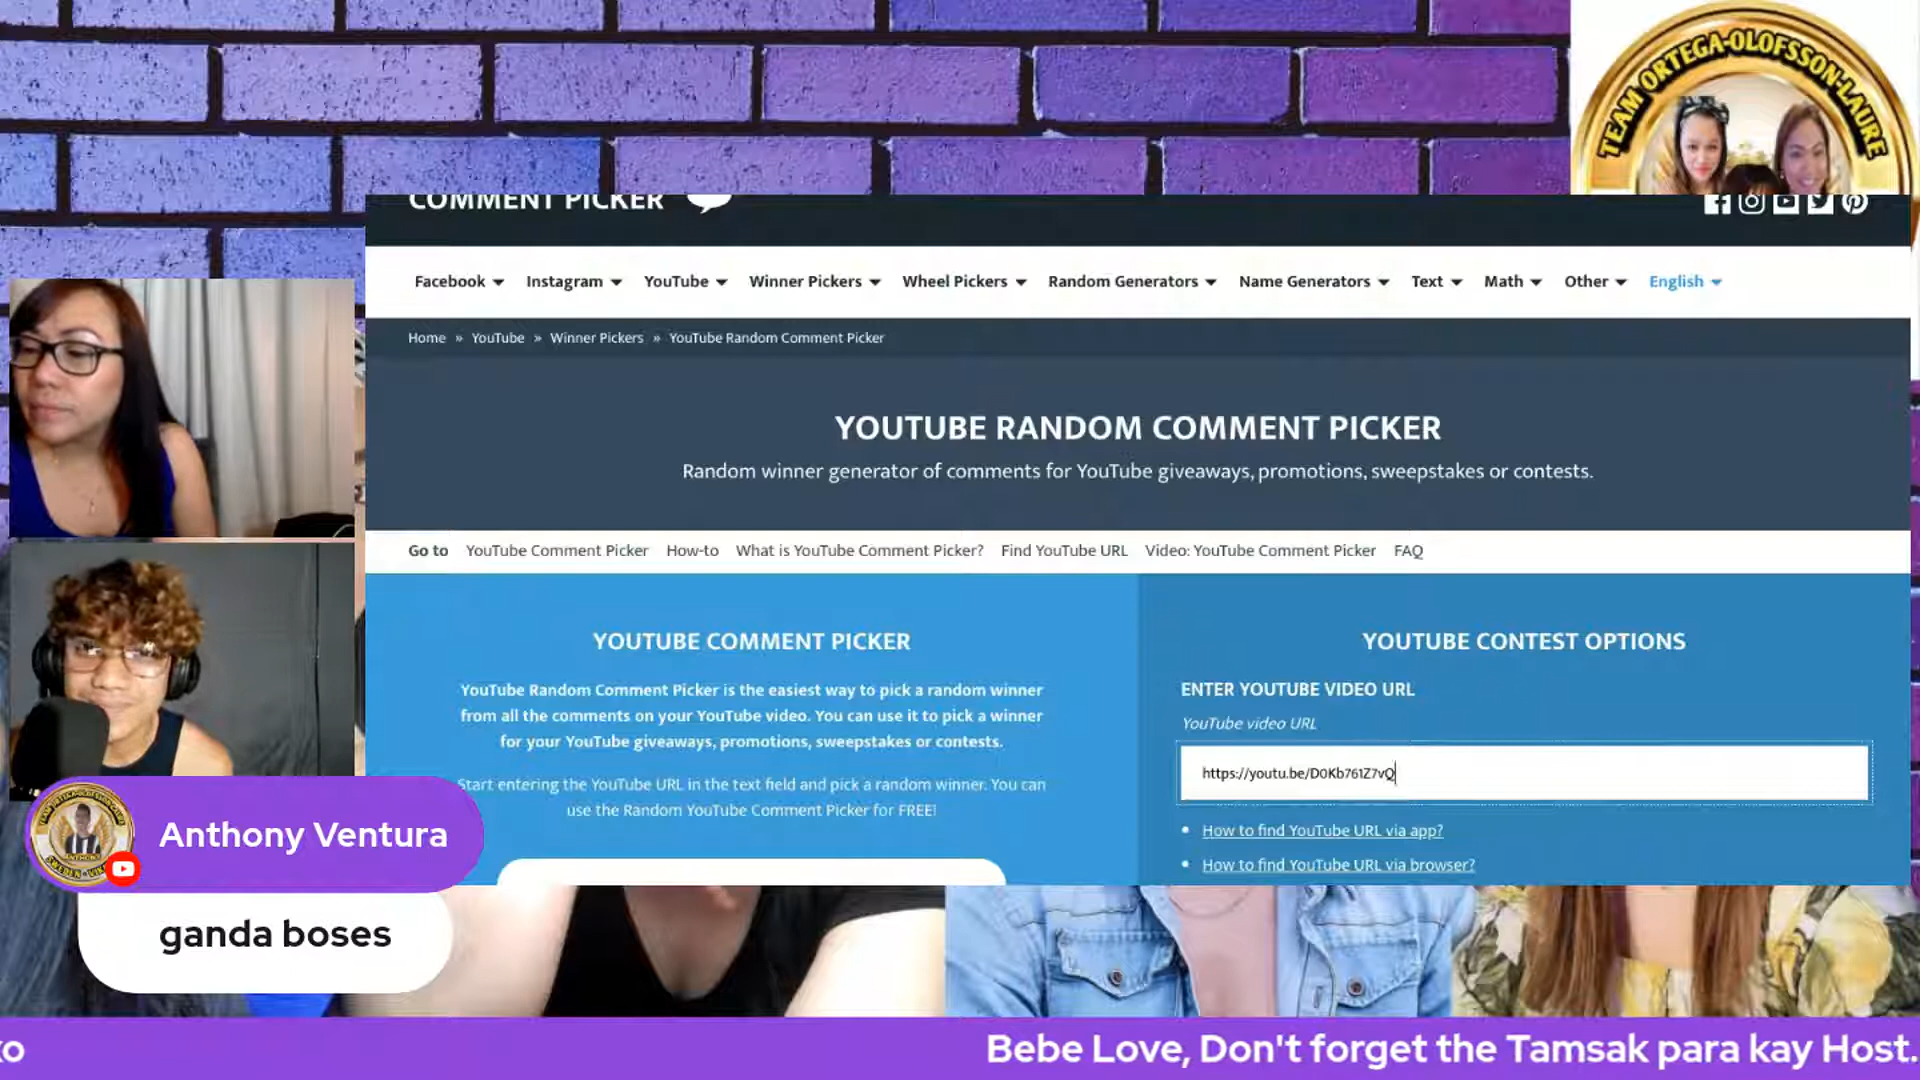 TEAM ORTEGA-OLOFSSON-LAURE
COMMENT PICKER
Facebook Instagram YouTube Winner Pickers Wheel Pickers Random Generators Name Generators Text Math Other English
Home » YouTube » Winner Pickers » YouTube Random Comment Picker
YOUTUBE RANDOM COMMENT PICKER
Random winner generator of comments for YouTube giveaways, promotions, sweepstakes or contests.
Go to YouTube Comment Picker How-to What is YouTube Comment Picker? Find YouTube URL Video: YouTube Comment Picker FAQ
YOUTUBE COMMENT PICKER
YouTube Random Comment Picker is the easiest way to pick a random winner
from all the comments on your YouTube video. You can use it to pick a winner
for your YouTube giveaways, promotions, sweepstakes or contests.
Start entering the YouTube URL in the text field and pick a random winner. You can
use the Random YouTube Comment Picker for FREE!
YOUTUBE CONTEST OPTIONS
ENTER YOUTUBE VIDEO URL
YouTube video URL
https://youtu.be/D0Kb761Z7vQ
How to find YouTube URL via app?
How to find YouTube URL via browser?
Anthony Ventura
ganda boses
Bebe Love, Don't forget the Tamsak para kay Host.